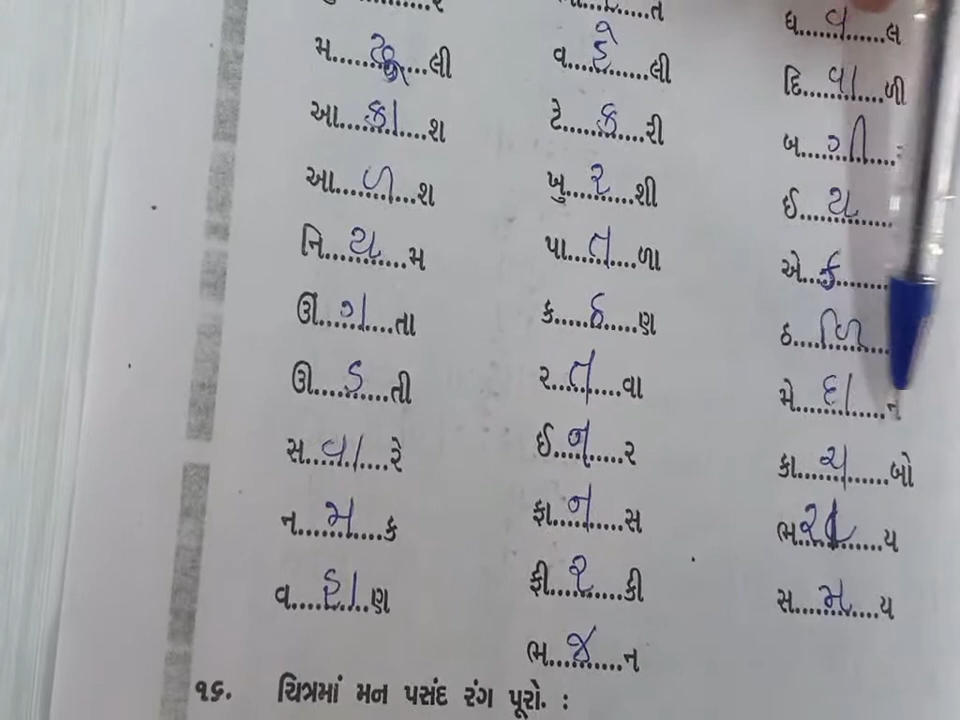 મ......લી
આ...કા...શ
આ...ળ...શ
નિ...ય...મ
ઊ...ગ...તા
ઊ...ડ...તી
સ...વા...રે
ન...મ...ક
વ...હા...ણ
વ...હે...લી
ટે...ક...રી
ખુ...ર...શી
પા...ત...ળા
ક...ઠ...ણ
ર...ત...વા
ઈ...ન...ર
ફા...ન...સ
ફી...ર...કી
ભ...જ...ન
ધ...વ...લ
દિ...વા...ળી
બ...ગી...
ઈ...ય...
એ...ક...
ઠ...ળિ...
મે...દા...ન
કા...ચ...બો
ભ......ય
સ...મ...ય
૧૬. ચિત્રમાં મન પસંદ રંગ પૂરો. :